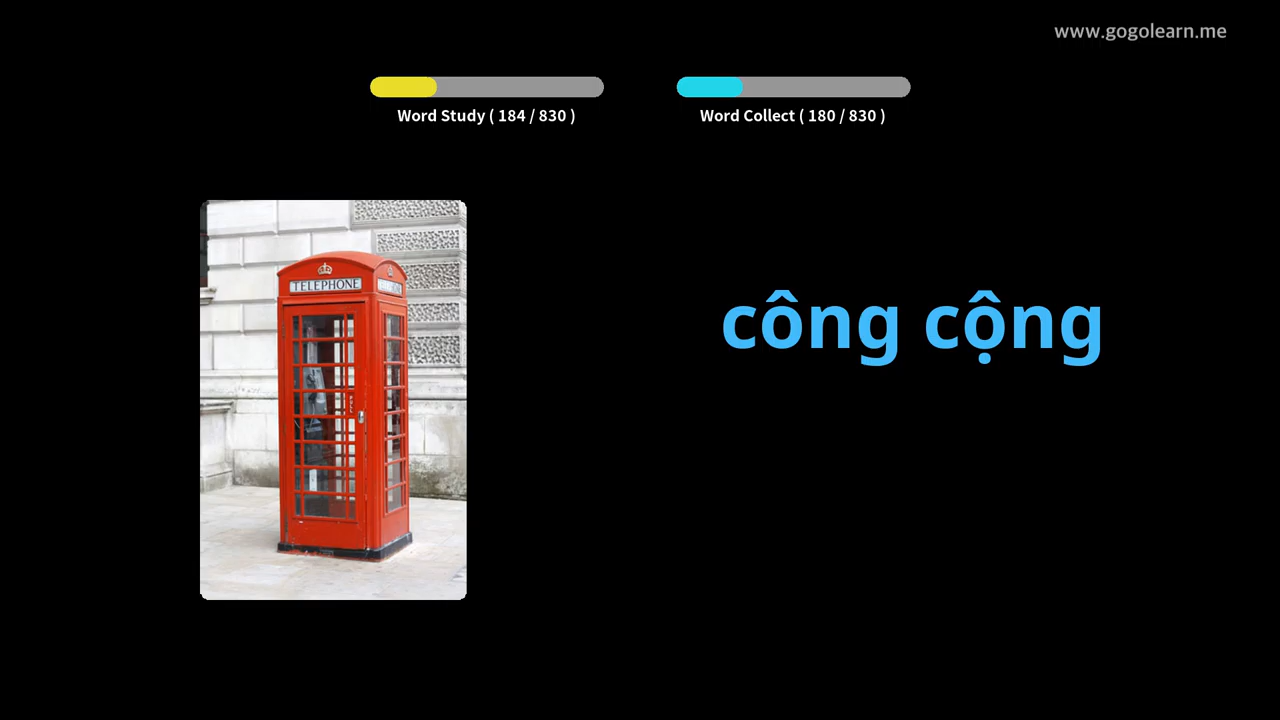 www.gogolearn.me
Word Study ( 184 / 830 )
Word Collect ( 180 / 830 )
TELEPHONE
công cộng